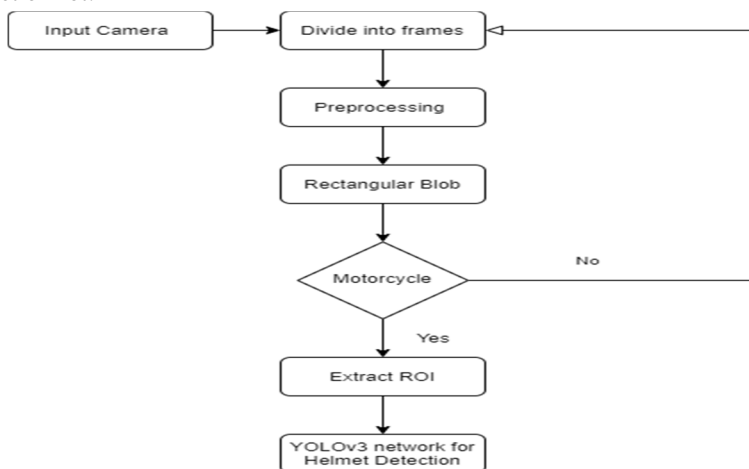 Input Camera
Divide into frames
Preprocessing
Rectangular Blob
Motorcycle
No
Yes
Extract ROI
YOLOv3 network for
Helmet Detection